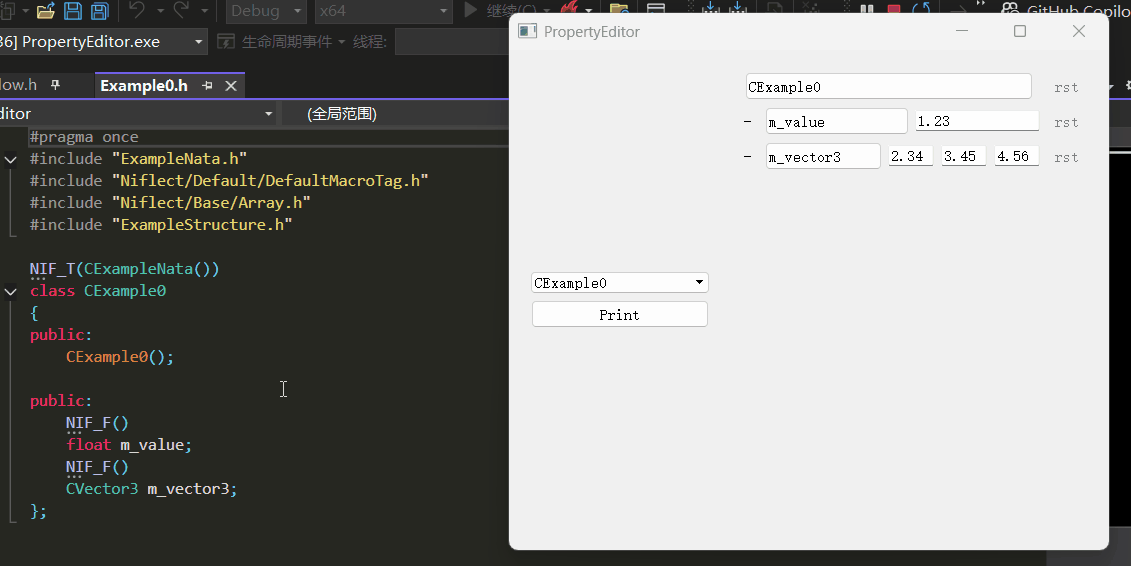 Debug x64 继续(C) GitHub Copilo
36] PropertyEditor.exe 生命周期事件 线程:
low.h Example0.h
ditor (全局范围)
#pragma once
#include "ExampleNata.h"
#include "Niflect/Default/DefaultMacroTag.h"
#include "Niflect/Base/Array.h"
#include "ExampleStructure.h"
NIF_T(CExampleNata())
class CExample0
{
public:
CExample0();
public:
NIF_F()
float m_value;
NIF_F()
CVector3 m_vector3;
};
PropertyEditor
CExample0 rst
- m_value 1.23 rst
- m_vector3 2.34 3.45 4.56 rst
CExample0
Print